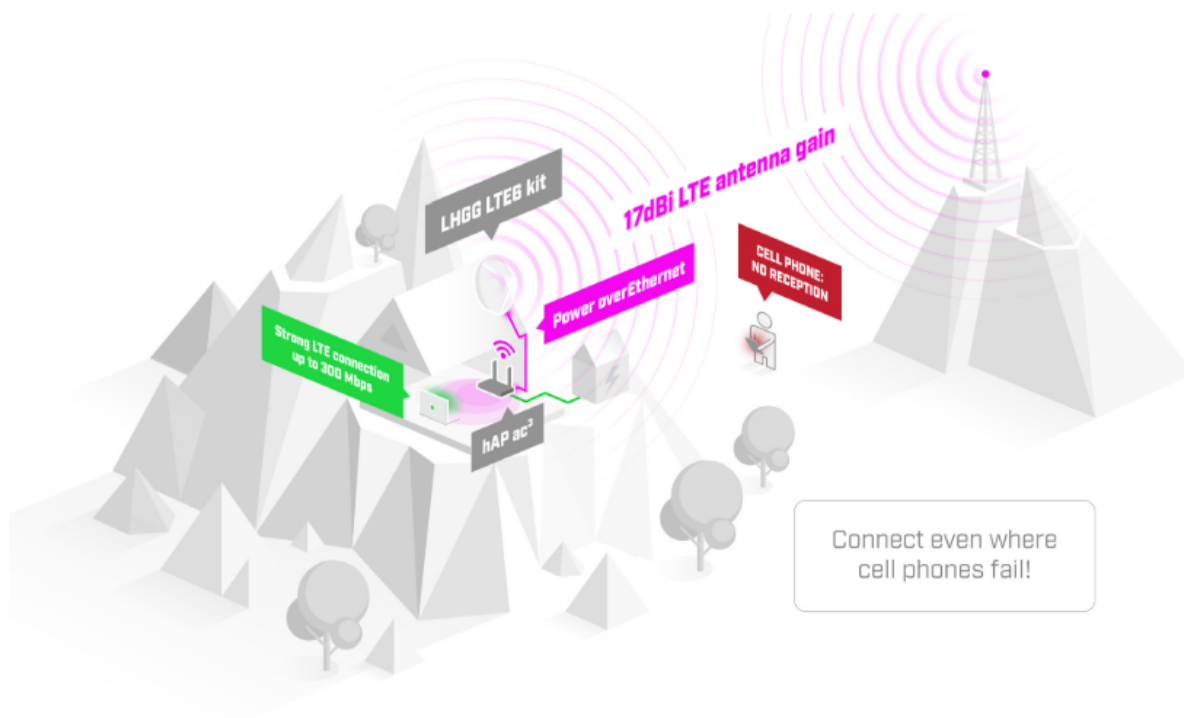 17dBi LTE antenna gain
LHGG LTE6 kit
CELL PHONE:
NO RECEPTION
Power overEthernet
Strong LTE connection
up to 300 Mbps
hAP ac³
Connect even where
cell phones fail!